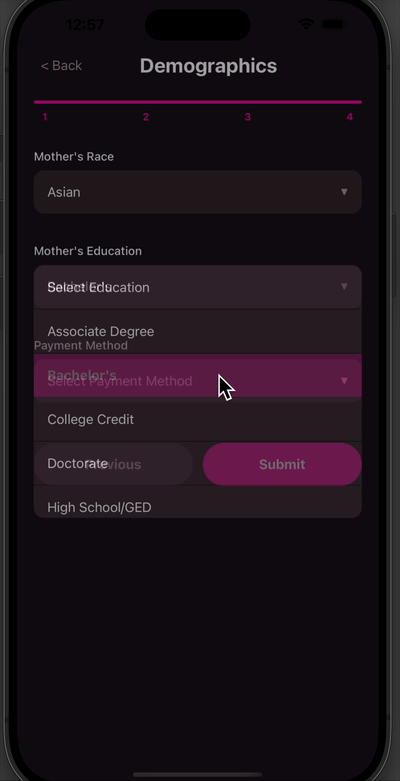 12:57
< Back
Demographics
1 2 3 4
Mother's Race
Asian
Mother's Education
Select Education
Associate Degree
Payment Method
Bachelor's
Select Payment Method
College Credit
Doctorate
Previous
Submit
High School/GED